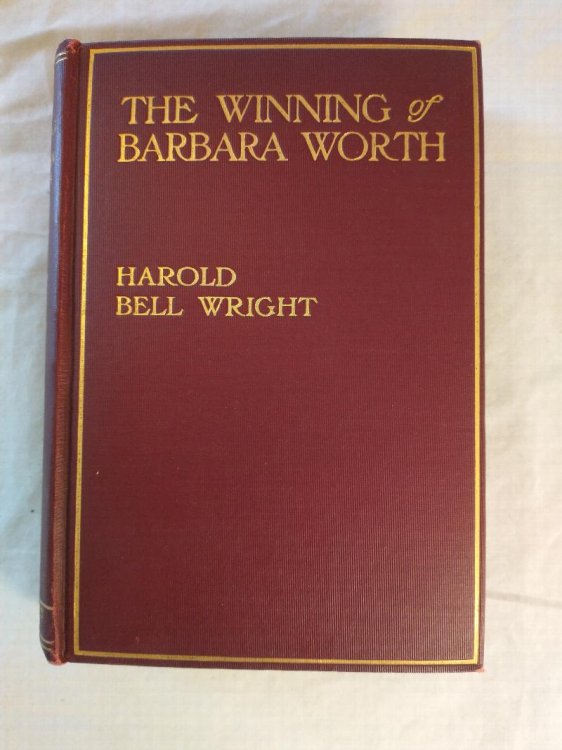 THE WINNING of
BARBARA WORTH
HAROLD
BELL WRIGHT